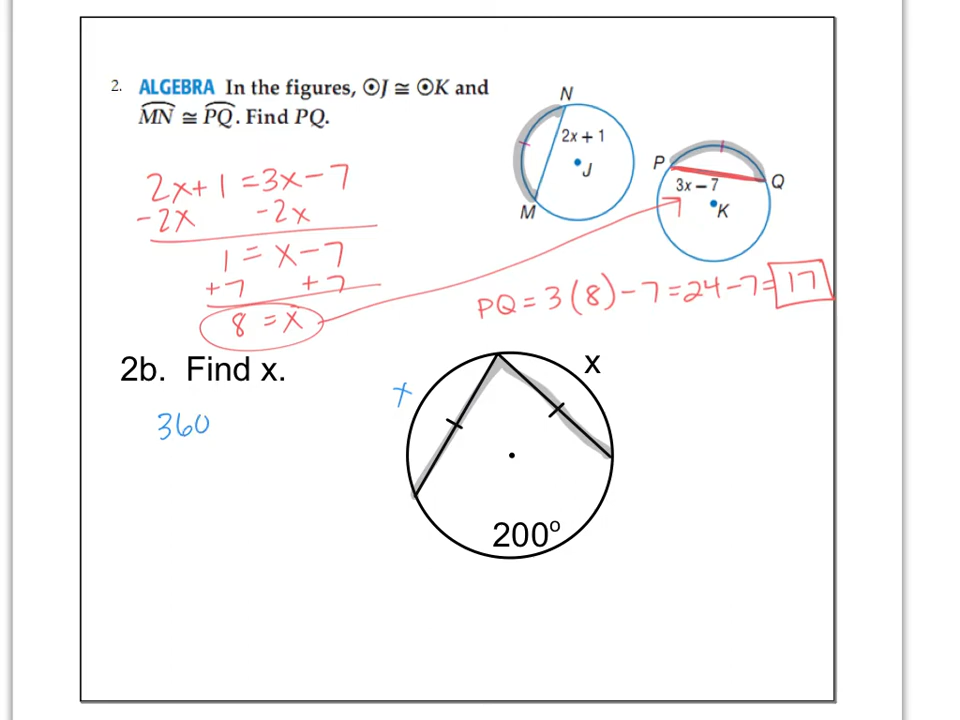 2. ALGEBRA In the figures, ⊙J ≅ ⊙K and
MN ≅ PQ. Find PQ.
N
2x + 1
J
M
P
Q
3x – 7
K
2x + 1 = 3x – 7
-2x -2x
1 = x – 7
+7 +7
8 = x
PQ = 3(8) – 7 = 24 – 7 = 17
2b. Find x.
x
x
360
200°